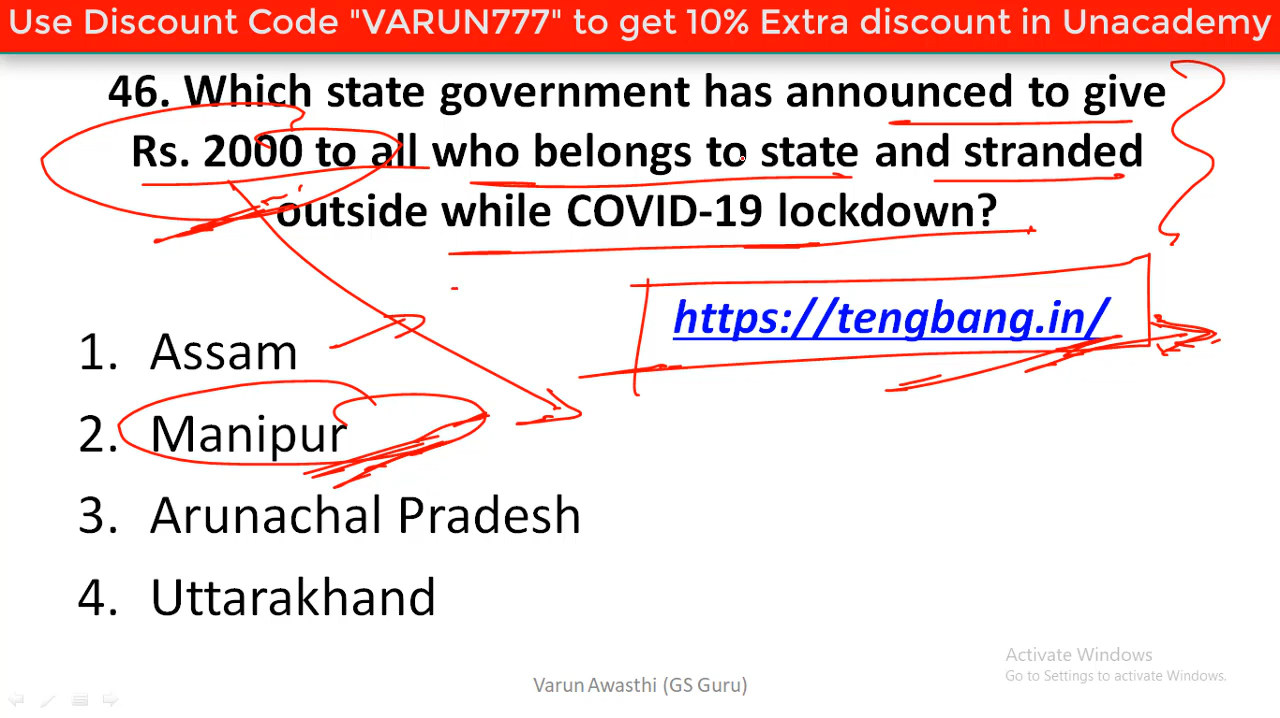 Use Discount Code "VARUN777" to get 10% Extra discount in Unacademy
46. Which state government has announced to give
Rs. 2000 to all who belongs to state and stranded
outside while COVID-19 lockdown?
https://tengbang.in/
1. Assam
2. Manipur
3. Arunachal Pradesh
4. Uttarakhand
Activate Windows
Go to Settings to activate Windows.
Varun Awasthi (GS Guru)